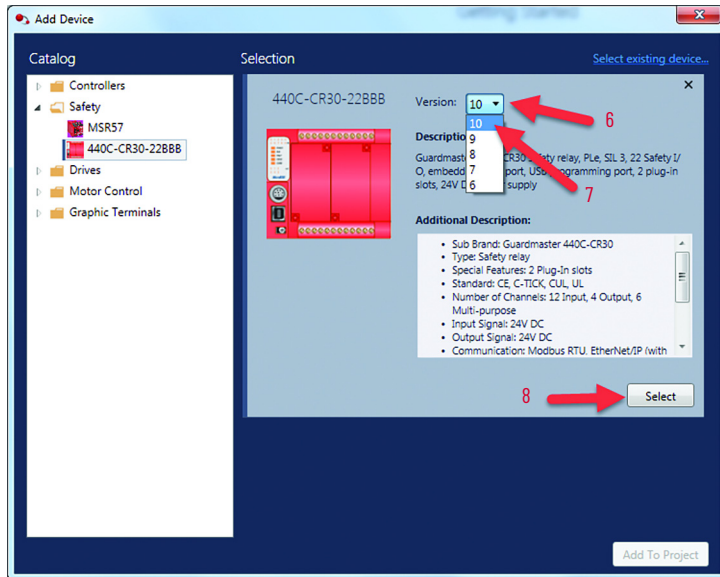 Getting Started
Add Device
Catalog
Controllers
Safety
MSR57
440C-CR30-22BBB
Drives
Motor Control
Graphic Terminals
Selection
Select existing device...
440C-CR30-22BBB
Version: 10
10
9
8
7
6
6
7
Descriptio
Guardmast CR30 Safety relay, PLe, SIL 3, 22 Safety I/
O, embedd port, USB Programming port, 2 plug-in
slots, 24V D supply
Additional Description:
• Sub Brand: Guardmaster 440C-CR30
• Type: Safety relay
• Special Features: 2 Plug-In slots
• Standard: CE, C-TICK, CUL, UL
• Number of Channels: 12 Input, 4 Output, 6
Multi-purpose
• Input Signal: 24V DC
• Output Signal: 24V DC
• Communication: Modbus RTU. EtherNet/IP (with
8
Select
Add To Project